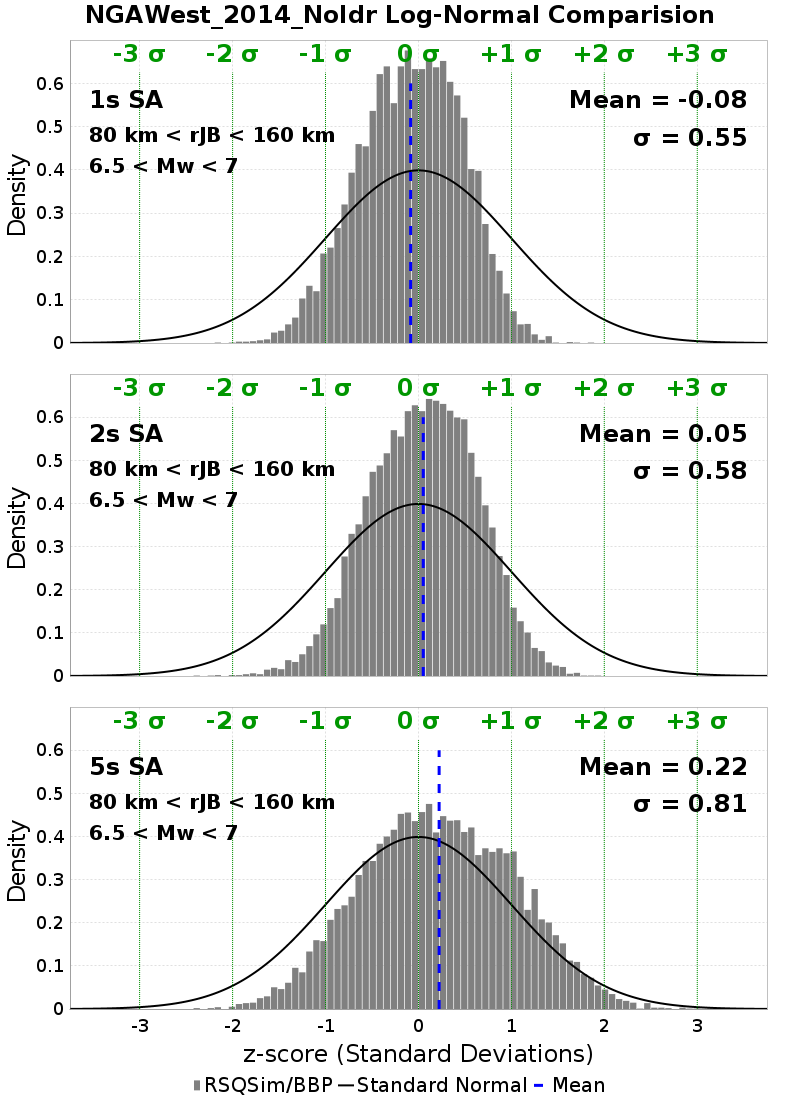 NGAWest_2014_NoIdr Log-Normal Comparision
-3 σ -2 σ -1 σ 0 σ +1 σ +2 σ +3 σ
1s SA
Mean = -0.08
80 km < rJB < 160 km
σ = 0.55
6.5 < Mw < 7
Density
0.6
0.5
0.4
0.3
0.2
0.1
0
-3 σ -2 σ -1 σ 0 σ +1 σ +2 σ +3 σ
2s SA
Mean = 0.05
80 km < rJB < 160 km
σ = 0.58
6.5 < Mw < 7
Density
0.6
0.5
0.4
0.3
0.2
0.1
0
-3 σ -2 σ -1 σ 0 σ +1 σ +2 σ +3 σ
5s SA
Mean = 0.22
80 km < rJB < 160 km
σ = 0.81
6.5 < Mw < 7
Density
0.6
0.5
0.4
0.3
0.2
0.1
0
-3 -2 -1 0 1 2 3
z-score (Standard Deviations)
RSQSim/BBP Standard Normal Mean